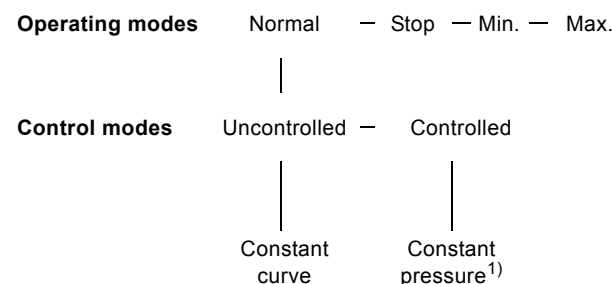 Operating modes Normal – Stop – Min. – Max.
Control modes Uncontrolled – Controlled
Constant curve Constant pressure1)